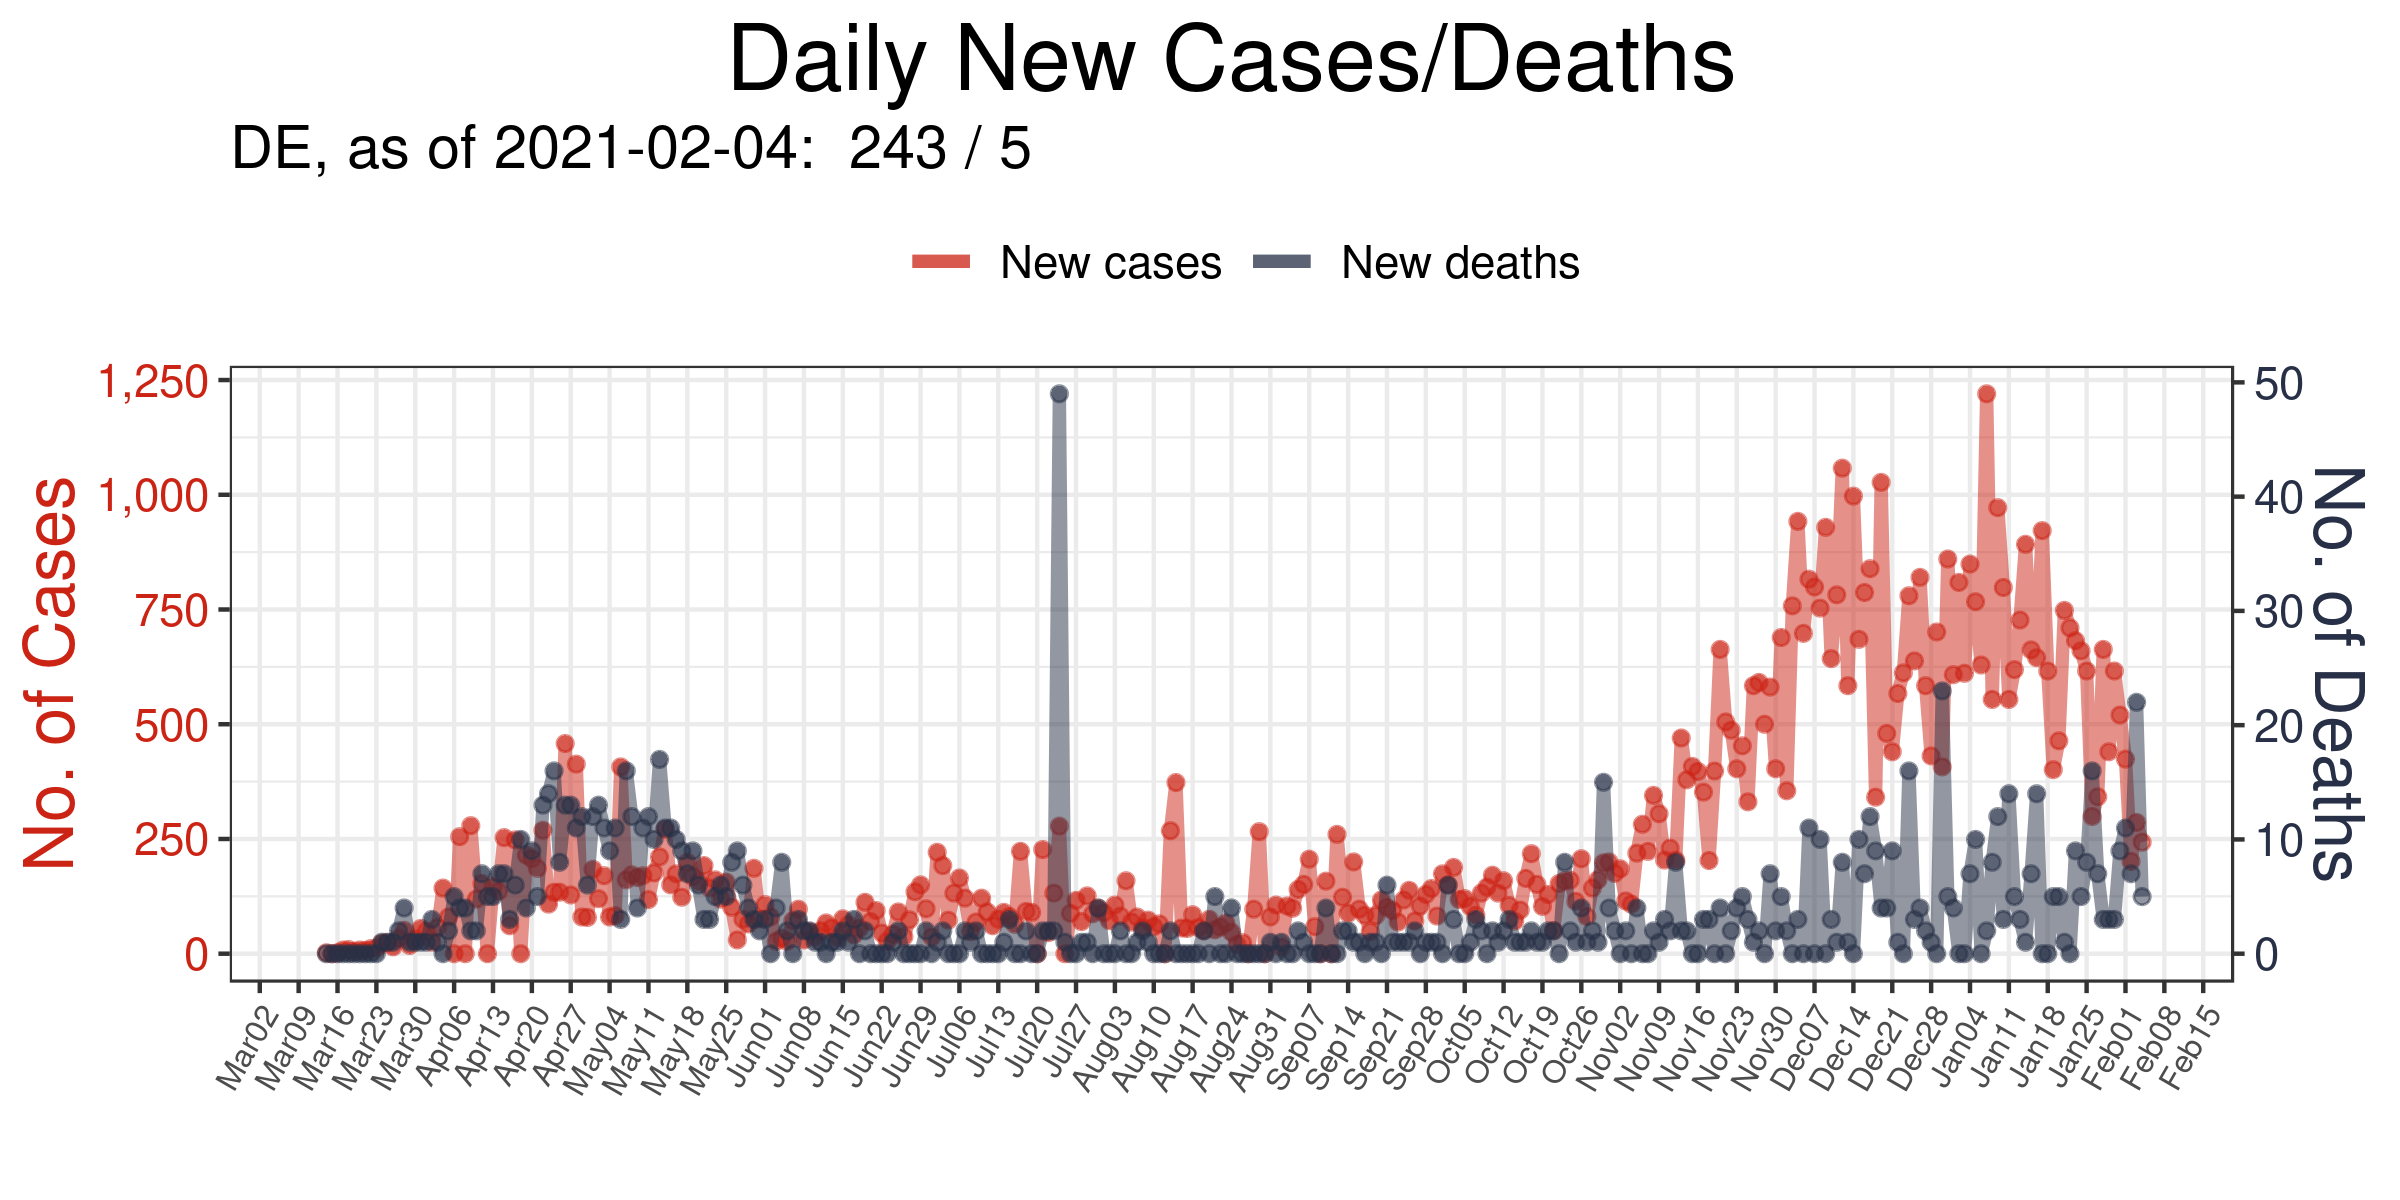 Daily New Cases/Deaths
DE, as of 2021-02-04: 243 / 5
New cases
New deaths
No. of Cases
1,250
1,000
750
500
250
0
50
40
30
20
10
0
No. of Deaths
Mar02
Mar09
Mar16
Mar23
Mar30
Apr06
Apr13
Apr20
Apr27
May04
May11
May18
May25
Jun01
Jun08
Jun15
Jun22
Jun29
Jul06
Jul13
Jul20
Jul27
Aug03
Aug10
Aug17
Aug24
Aug31
Sep07
Sep14
Sep21
Sep28
Oct05
Oct12
Oct19
Oct26
Nov02
Nov09
Nov16
Nov23
Nov30
Dec07
Dec14
Dec21
Dec28
Jan04
Jan11
Jan18
Jan25
Feb01
Feb08
Feb15